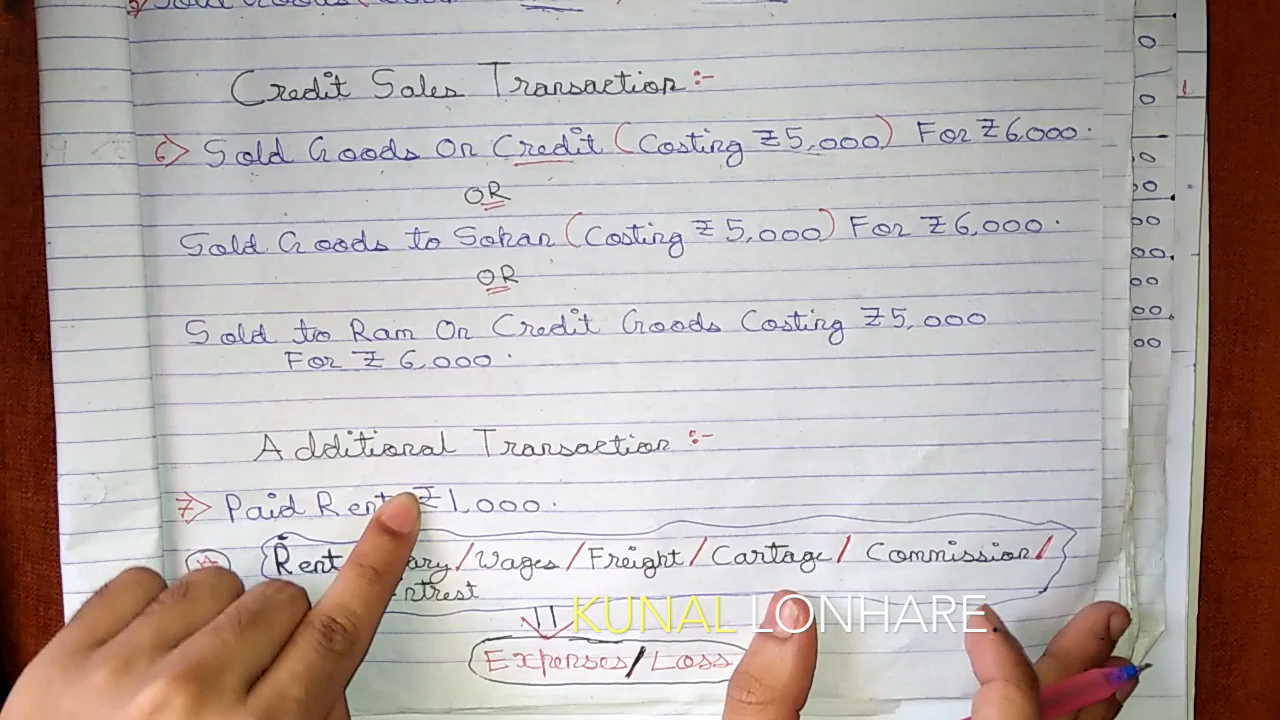 Credit Sales Transaction :-
6> Sold Goods On Credit (Costing ₹5,000) For ₹6,000.
OR
Sold Goods to Sohan (Costing ₹5,000) For ₹6,000.
OR
Sold to Ram On Credit Goods Costing ₹5,000
For ₹6,000.
Additional Transaction :-
7> Paid Rent ₹1,000.
Rent /Wages/Freight/Cartage/ Commission/
KUNAL LONHARE.
Expenses/Loss